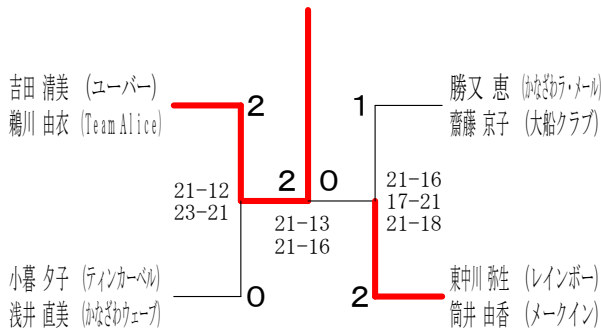 吉田 清美 (ユーバー)
鵜川 由衣 (Team Alice)
2
1
勝又 恵 (かなざわラ・メール)
齋藤 京子 (大船クラブ)
21-12
23-21
2 0
21-13
21-16
21-16
17-21
21-18
小暮 夕子 (ティンカーベル)
浅井 直美 (かなざわウェーブ)
0
2
東中川 弥生 (レインボー)
筒井 由香 (メークイン)